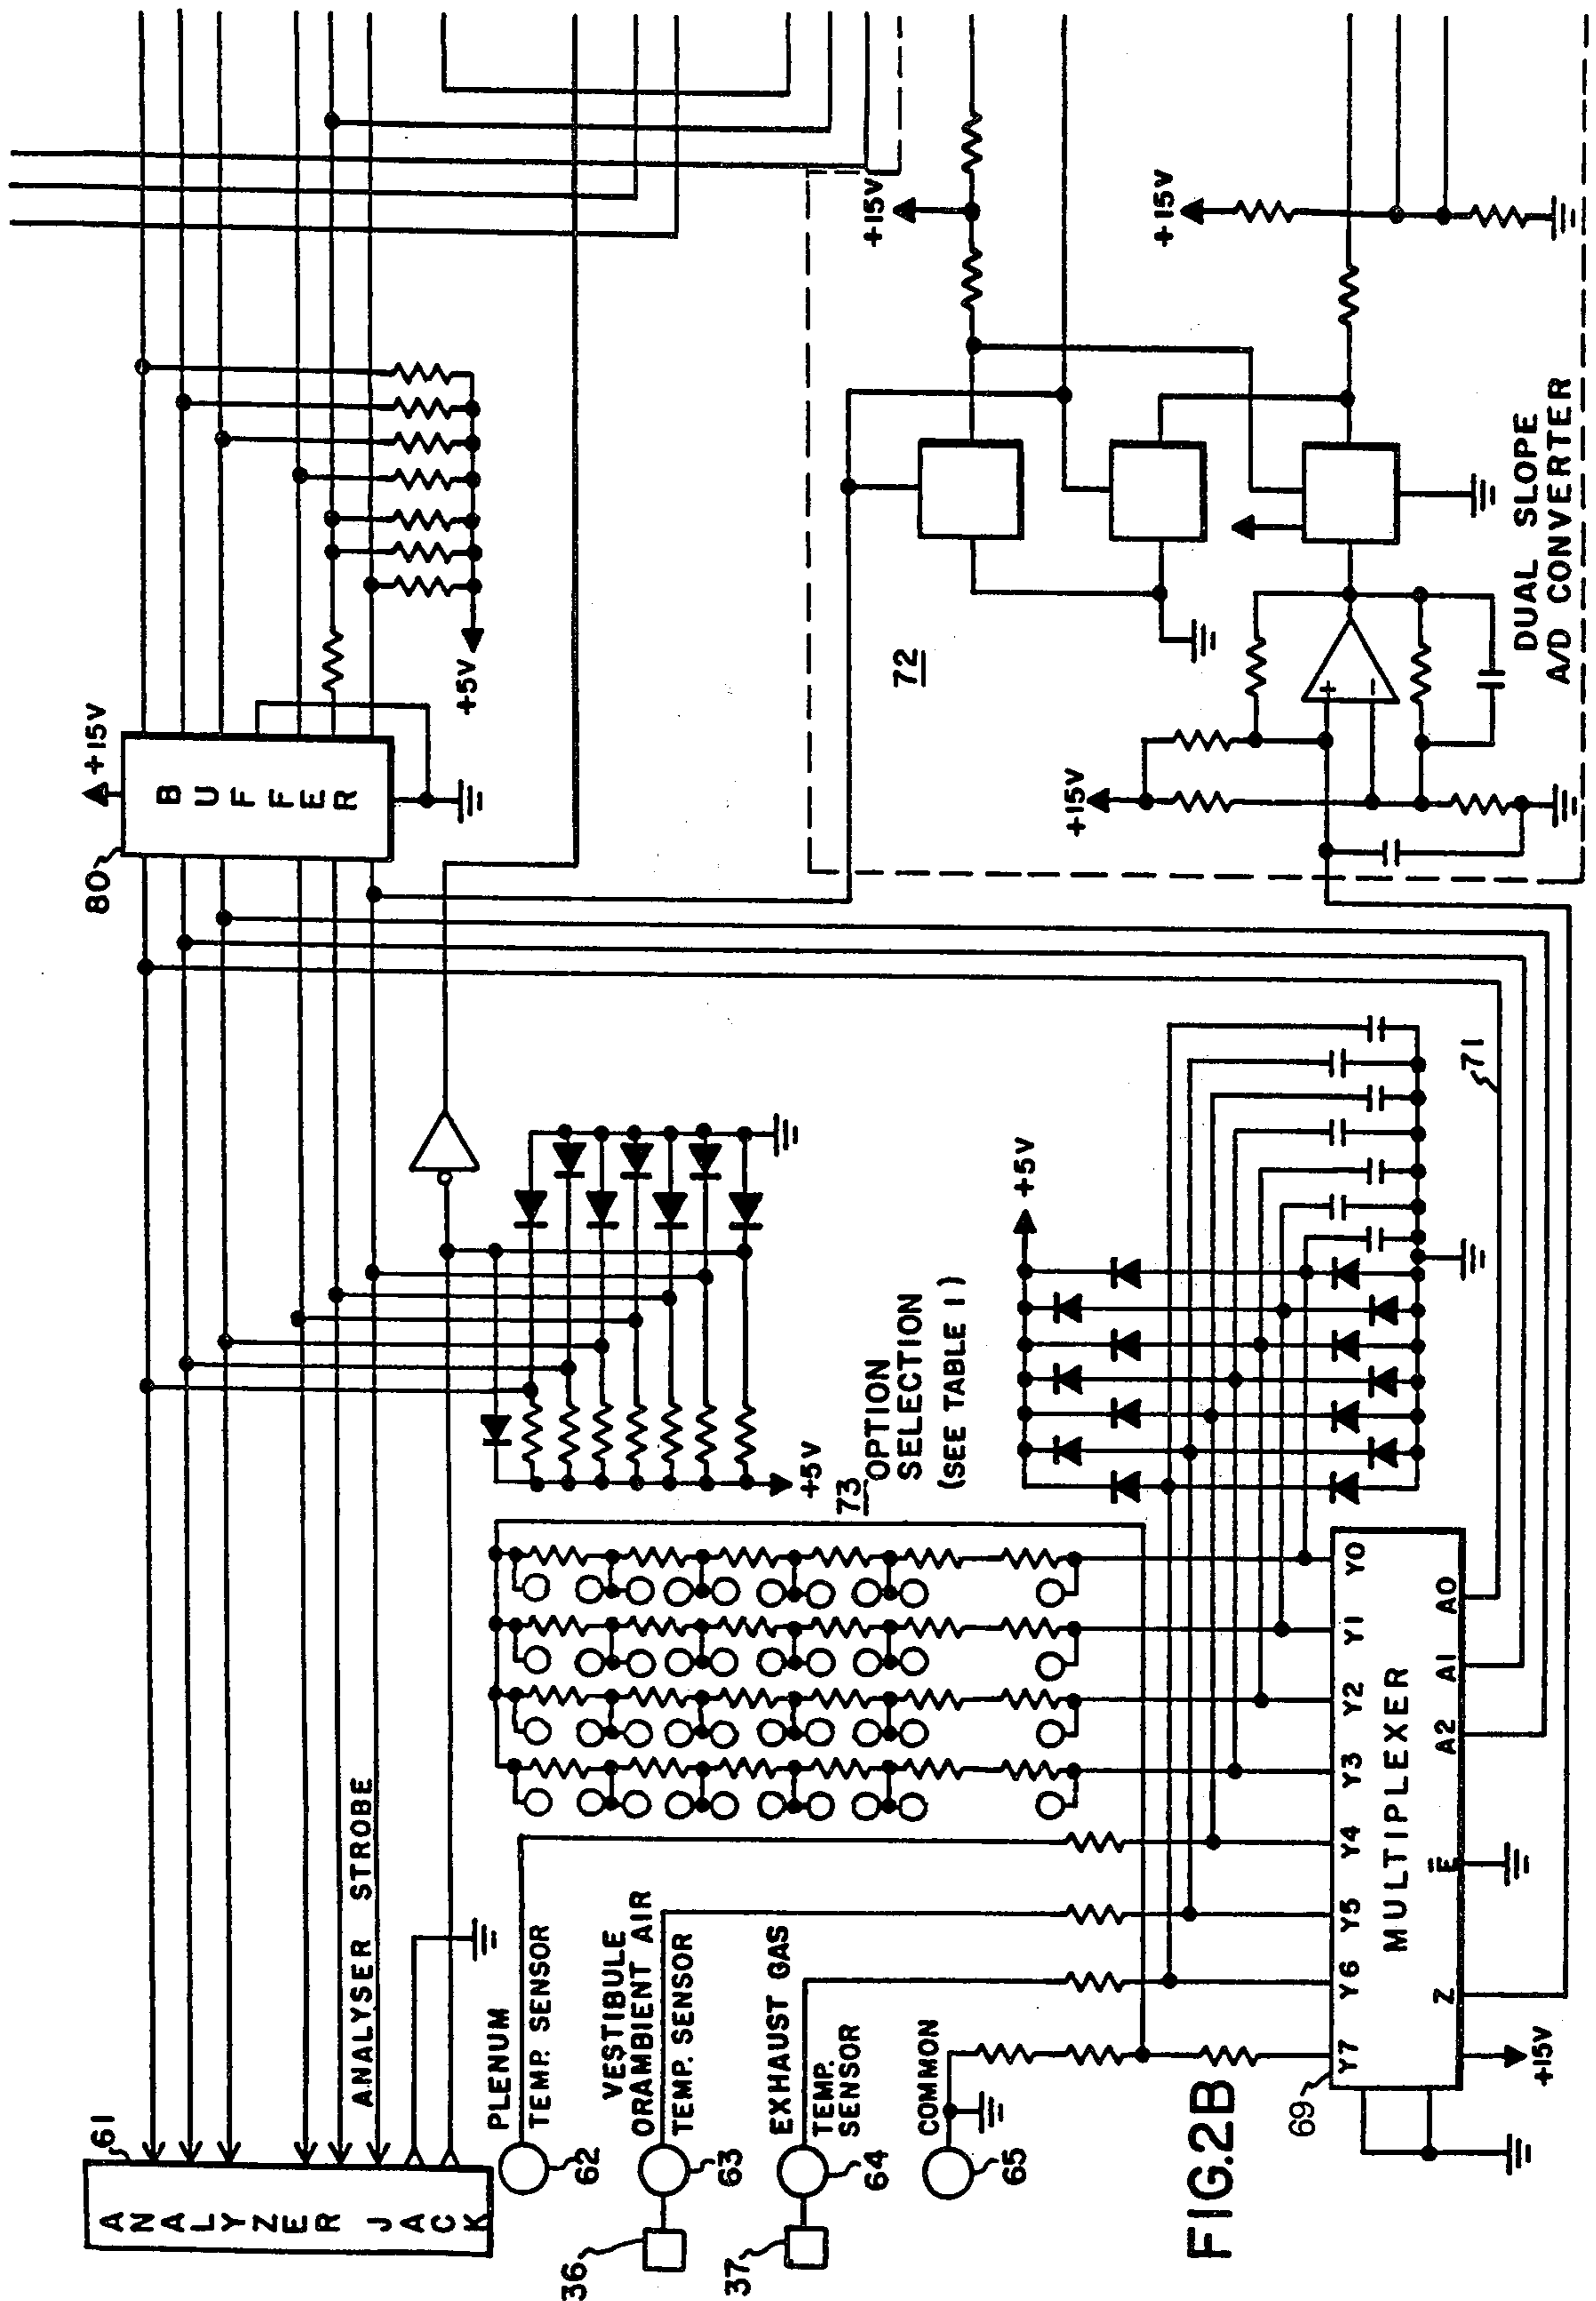 61
ANALYZER JACK
ANALYSER STROBE
80
BUFFER
+15V
+5V
+5V
PLENUM
TEMP. SENSOR
62
VESTIBULE
OR AMBIENT AIR
TEMP. SENSOR
36
63
EXHAUST GAS
TEMP.
SENSOR
37
64
COMMON
65
73
OPTION
SELECTION
(SEE TABLE 1)
+5V
71
72
+15V
+15V
+15V
+
−
DUAL SLOPE
A/D CONVERTER
69
Y7 Y6 Y5 Y4 Y3 Y2 Y1 Y0
MULTIPLEXER
Z E A2 A1 A0
+15V
FIG.2B